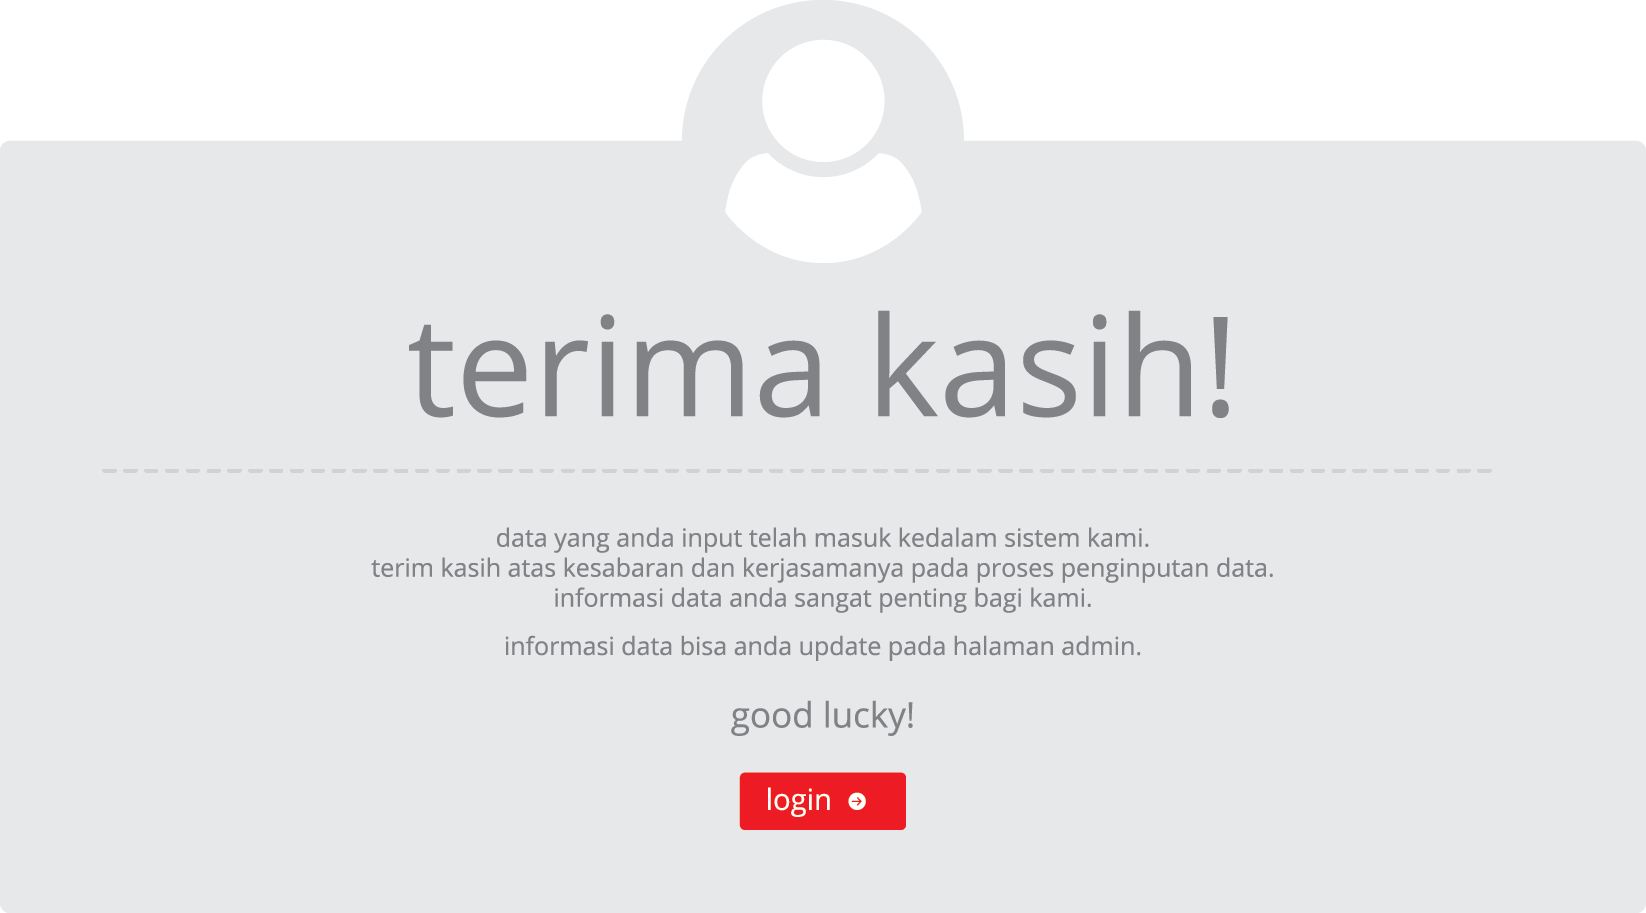 terima kasih!
data yang anda input telah masuk kedalam sistem kami.
terim kasih atas kesabaran dan kerjasamanya pada proses penginputan data.
informasi data anda sangat penting bagi kami.
informasi data bisa anda update pada halaman admin.
good lucky!
login